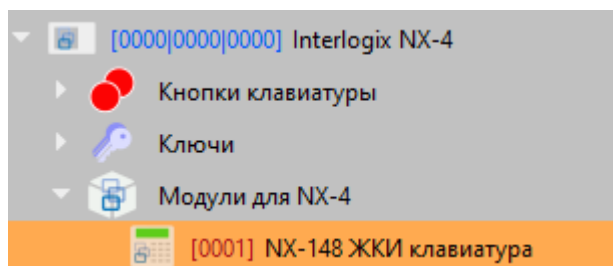 [0000|0000|0000] Interlogix NX-4
Кнопки клавиатуры
Ключи
Модули для NX-4
[0001] NX-148 ЖКИ клавиатура